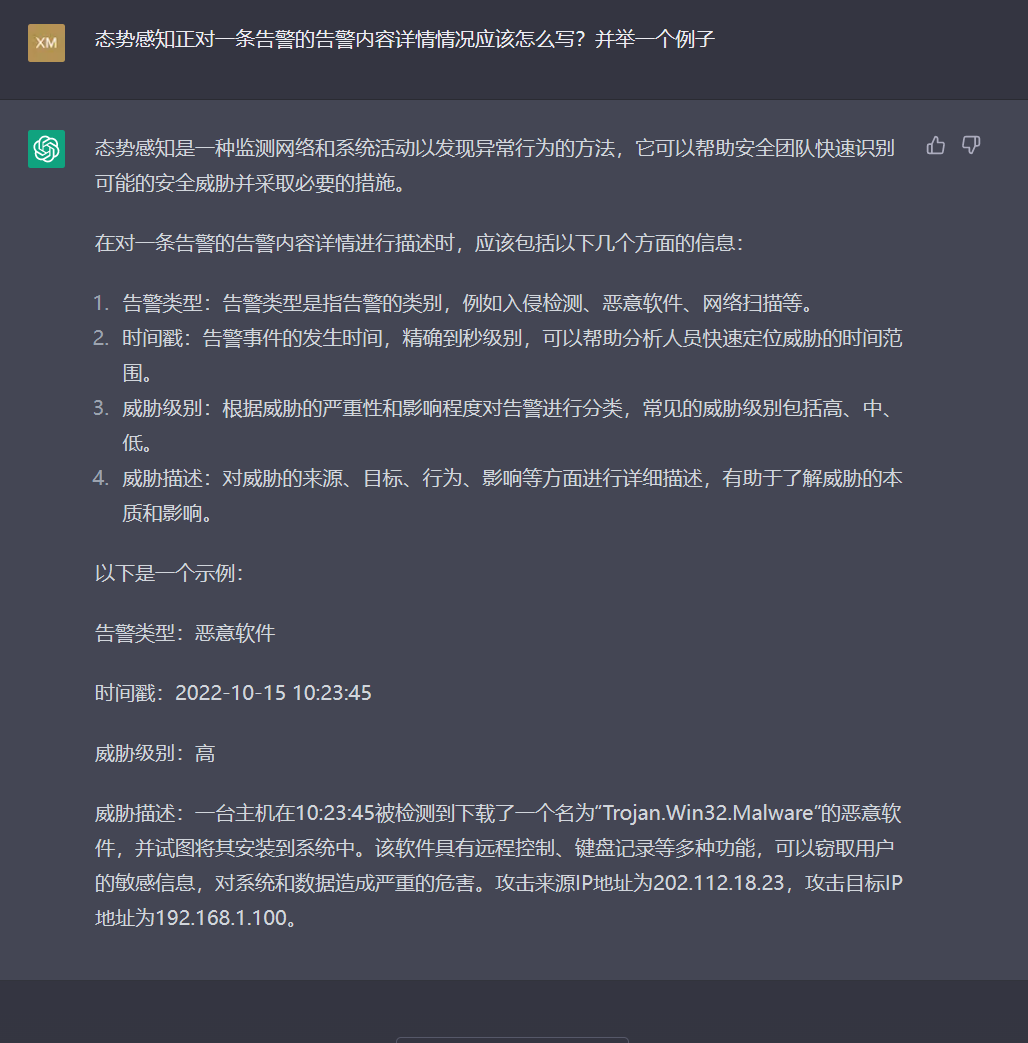 XM
态势感知正对一条告警的告警内容详情情况应该怎么写？并举一个例子
态势感知是一种监测网络和系统活动以发现异常行为的方法，它可以帮助安全团队快速识别
可能的安全威胁并采取必要的措施。
在对一条告警的告警内容详情进行描述时，应该包括以下几个方面的信息：
1. 告警类型：告警类型是指告警的类别，例如入侵检测、恶意软件、网络扫描等。
2. 时间戳：告警事件的发生时间，精确到秒级别，可以帮助分析人员快速定位威胁的时间范
围。
3. 威胁级别：根据威胁的严重性和影响程度对告警进行分类，常见的威胁级别包括高、中、
低。
4. 威胁描述：对威胁的来源、目标、行为、影响等方面进行详细描述，有助于了解威胁的本
质和影响。
以下是一个示例：
告警类型：恶意软件
时间戳：2022-10-15 10:23:45
威胁级别：高
威胁描述：一台主机在10:23:45被检测到下载了一个名为“Trojan.Win32.Malware”的恶意软
件，并试图将其安装到系统中。该软件具有远程控制、键盘记录等多种功能，可以窃取用户
的敏感信息，对系统和数据造成严重的危害。攻击来源IP地址为202.112.18.23，攻击目标IP
地址为192.168.1.100。